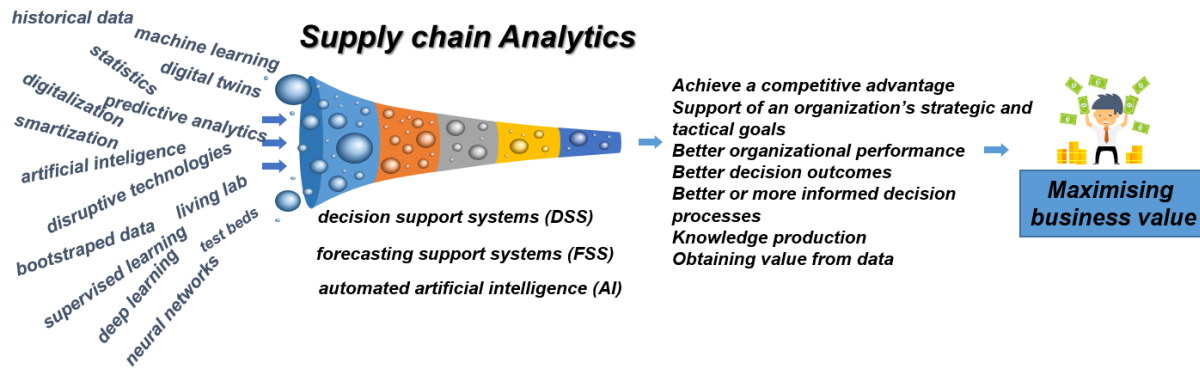 historical data
machine learning
statistics
digital twins
digitalization
predictive analytics
smartization
artificial inteligence
disruptive technologies
living lab
bootstraped data
test beds
supervised learning
deep learning
neural networks
Supply chain Analytics
decision support systems (DSS)
forecasting support systems (FSS)
automated artificial intelligence (AI)
Achieve a competitive advantage
Support of an organization's strategic and
tactical goals
Better organizational performance
Better decision outcomes
Better or more informed decision
processes
Knowledge production
Obtaining value from data
Maximising
business value